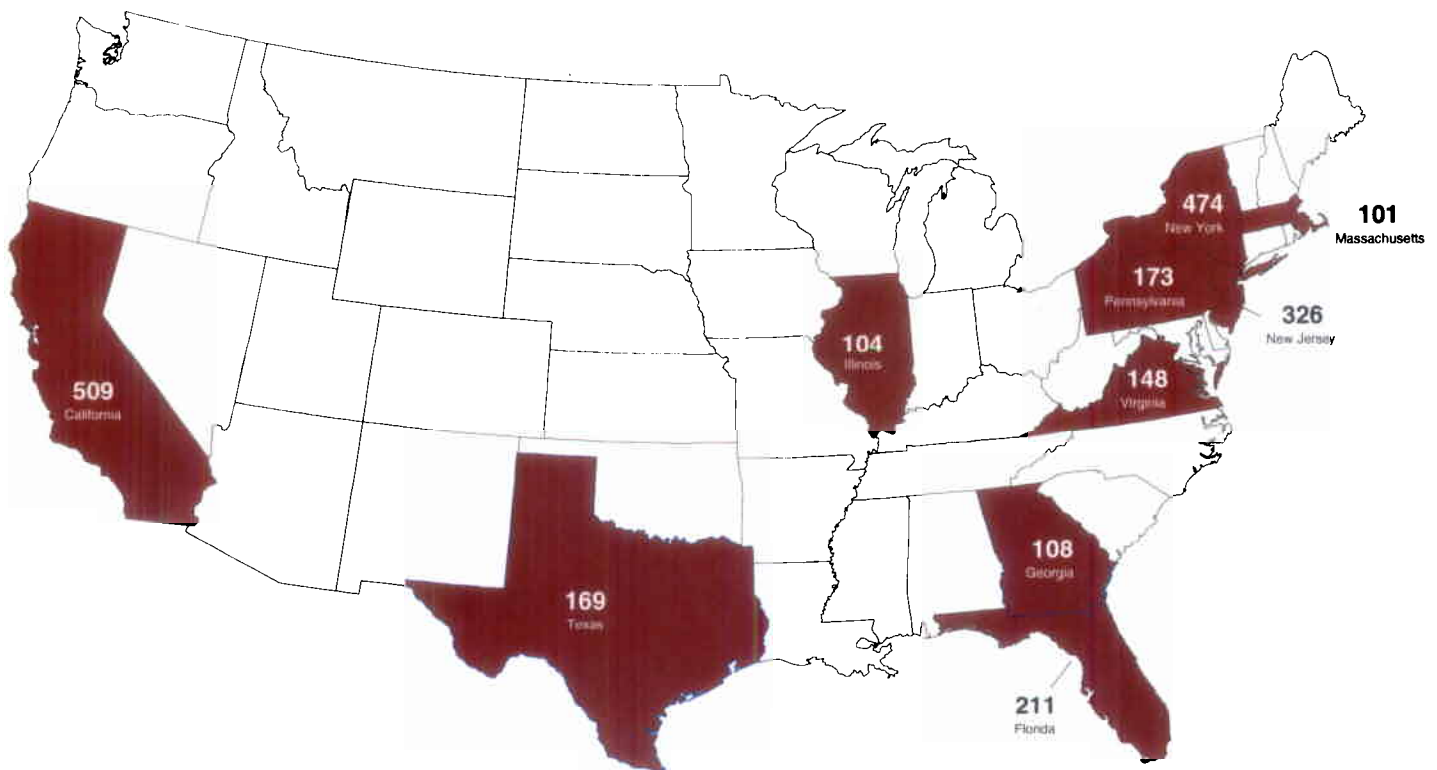 474
New York
101
Massachusetts
173
Pennsylvania
326
New Jersey
104
Illinois
148
Virginia
509
California
108
Georgia
169
Texas
211
Florida